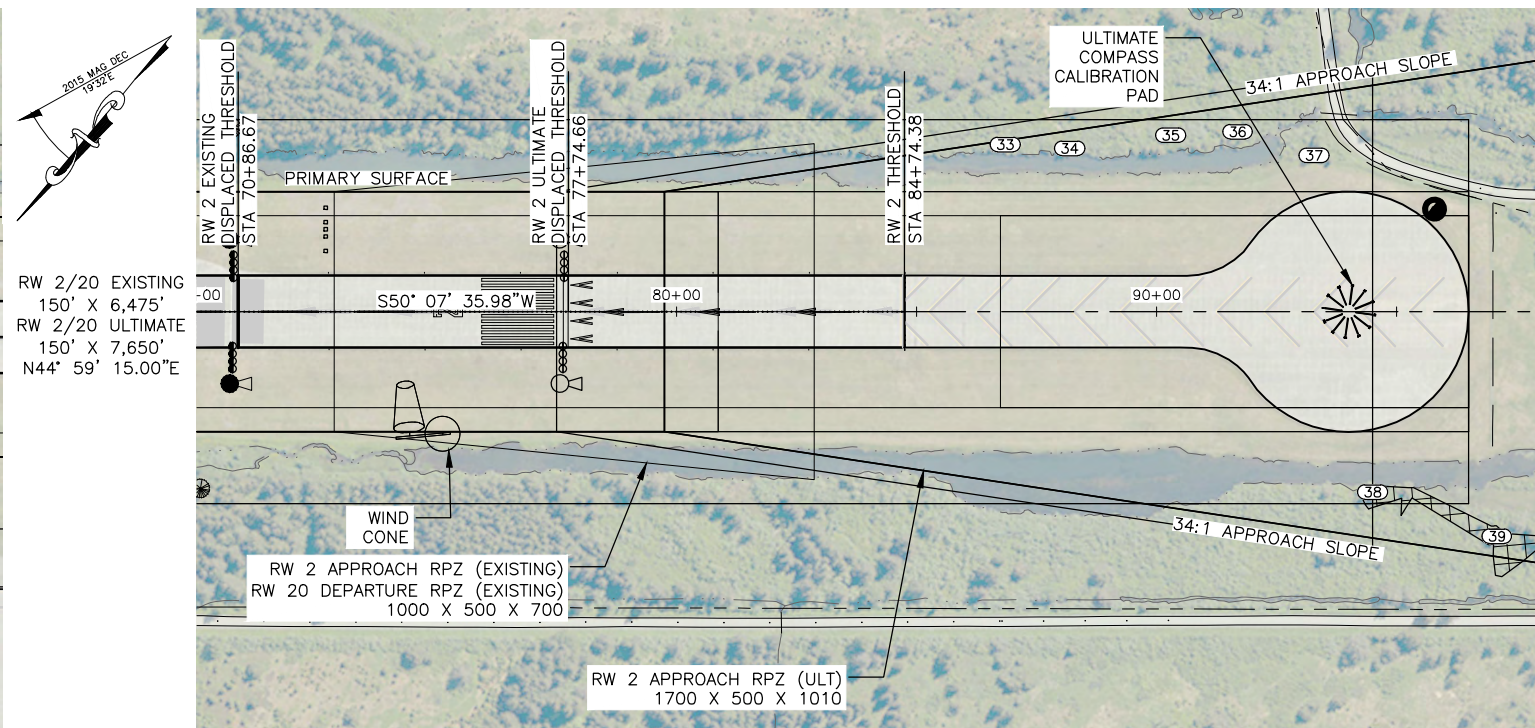 2015 MAG DEC
19°32'E
RW 2/20 EXISTING
150' X 6,475'
RW 2/20 ULTIMATE
150' X 7,650'
N44° 59' 15.00"E
RW 2 EXISTING
DISPLACED THRESHOLD
STA 70+86.67
PRIMARY SURFACE
RW 2 ULTIMATE
DISPLACED THRESHOLD
STA 77+74.66
RW 2 THRESHOLD
STA 84+74.38
ULTIMATE
COMPASS
CALIBRATION
PAD
34:1 APPROACH SLOPE
33
34
35
36
37
-00
S50° 07' 35.98"W
80+00
90+00
WIND
CONE
RW 2 APPROACH RPZ (EXISTING)
RW 20 DEPARTURE RPZ (EXISTING)
1000 X 500 X 700
RW 2 APPROACH RPZ (ULT)
1700 X 500 X 1010
34:1 APPROACH SLOPE
38
39